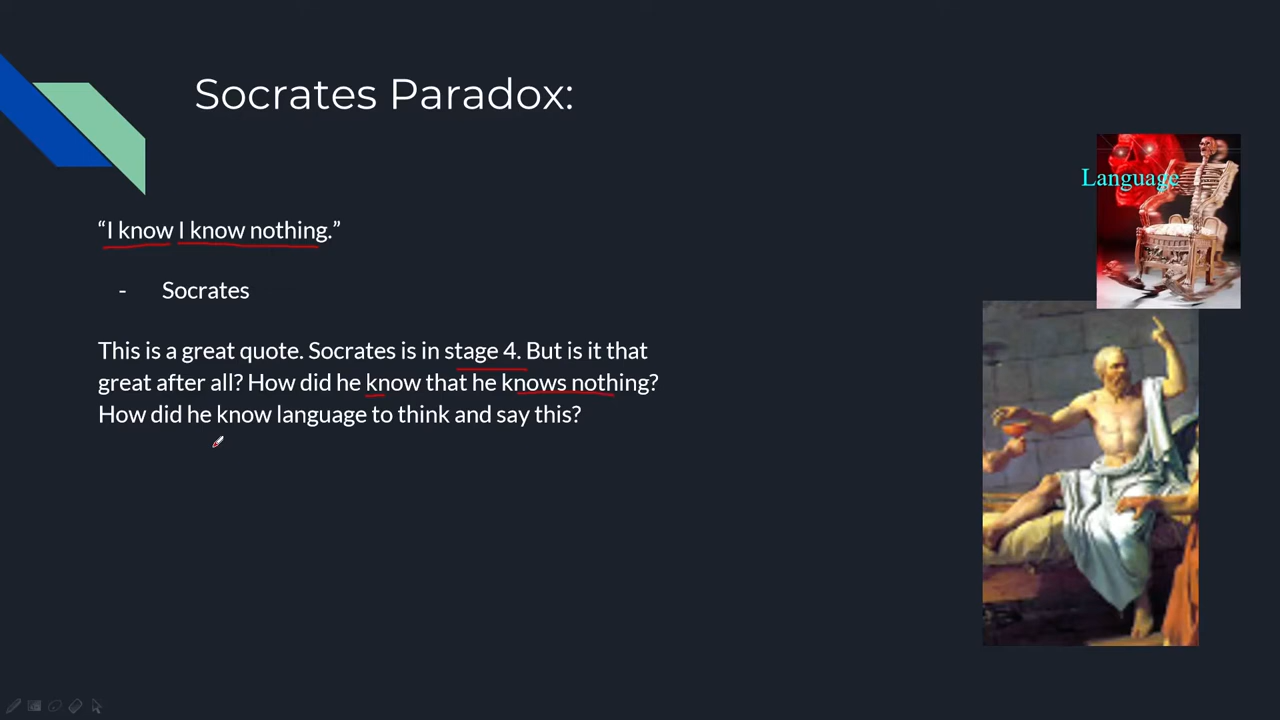 Socrates Paradox:
Language
“I know I know nothing.”
- Socrates
This is a great quote. Socrates is in stage 4. But is it that
great after all? How did he know that he knows nothing?
How did he know language to think and say this?